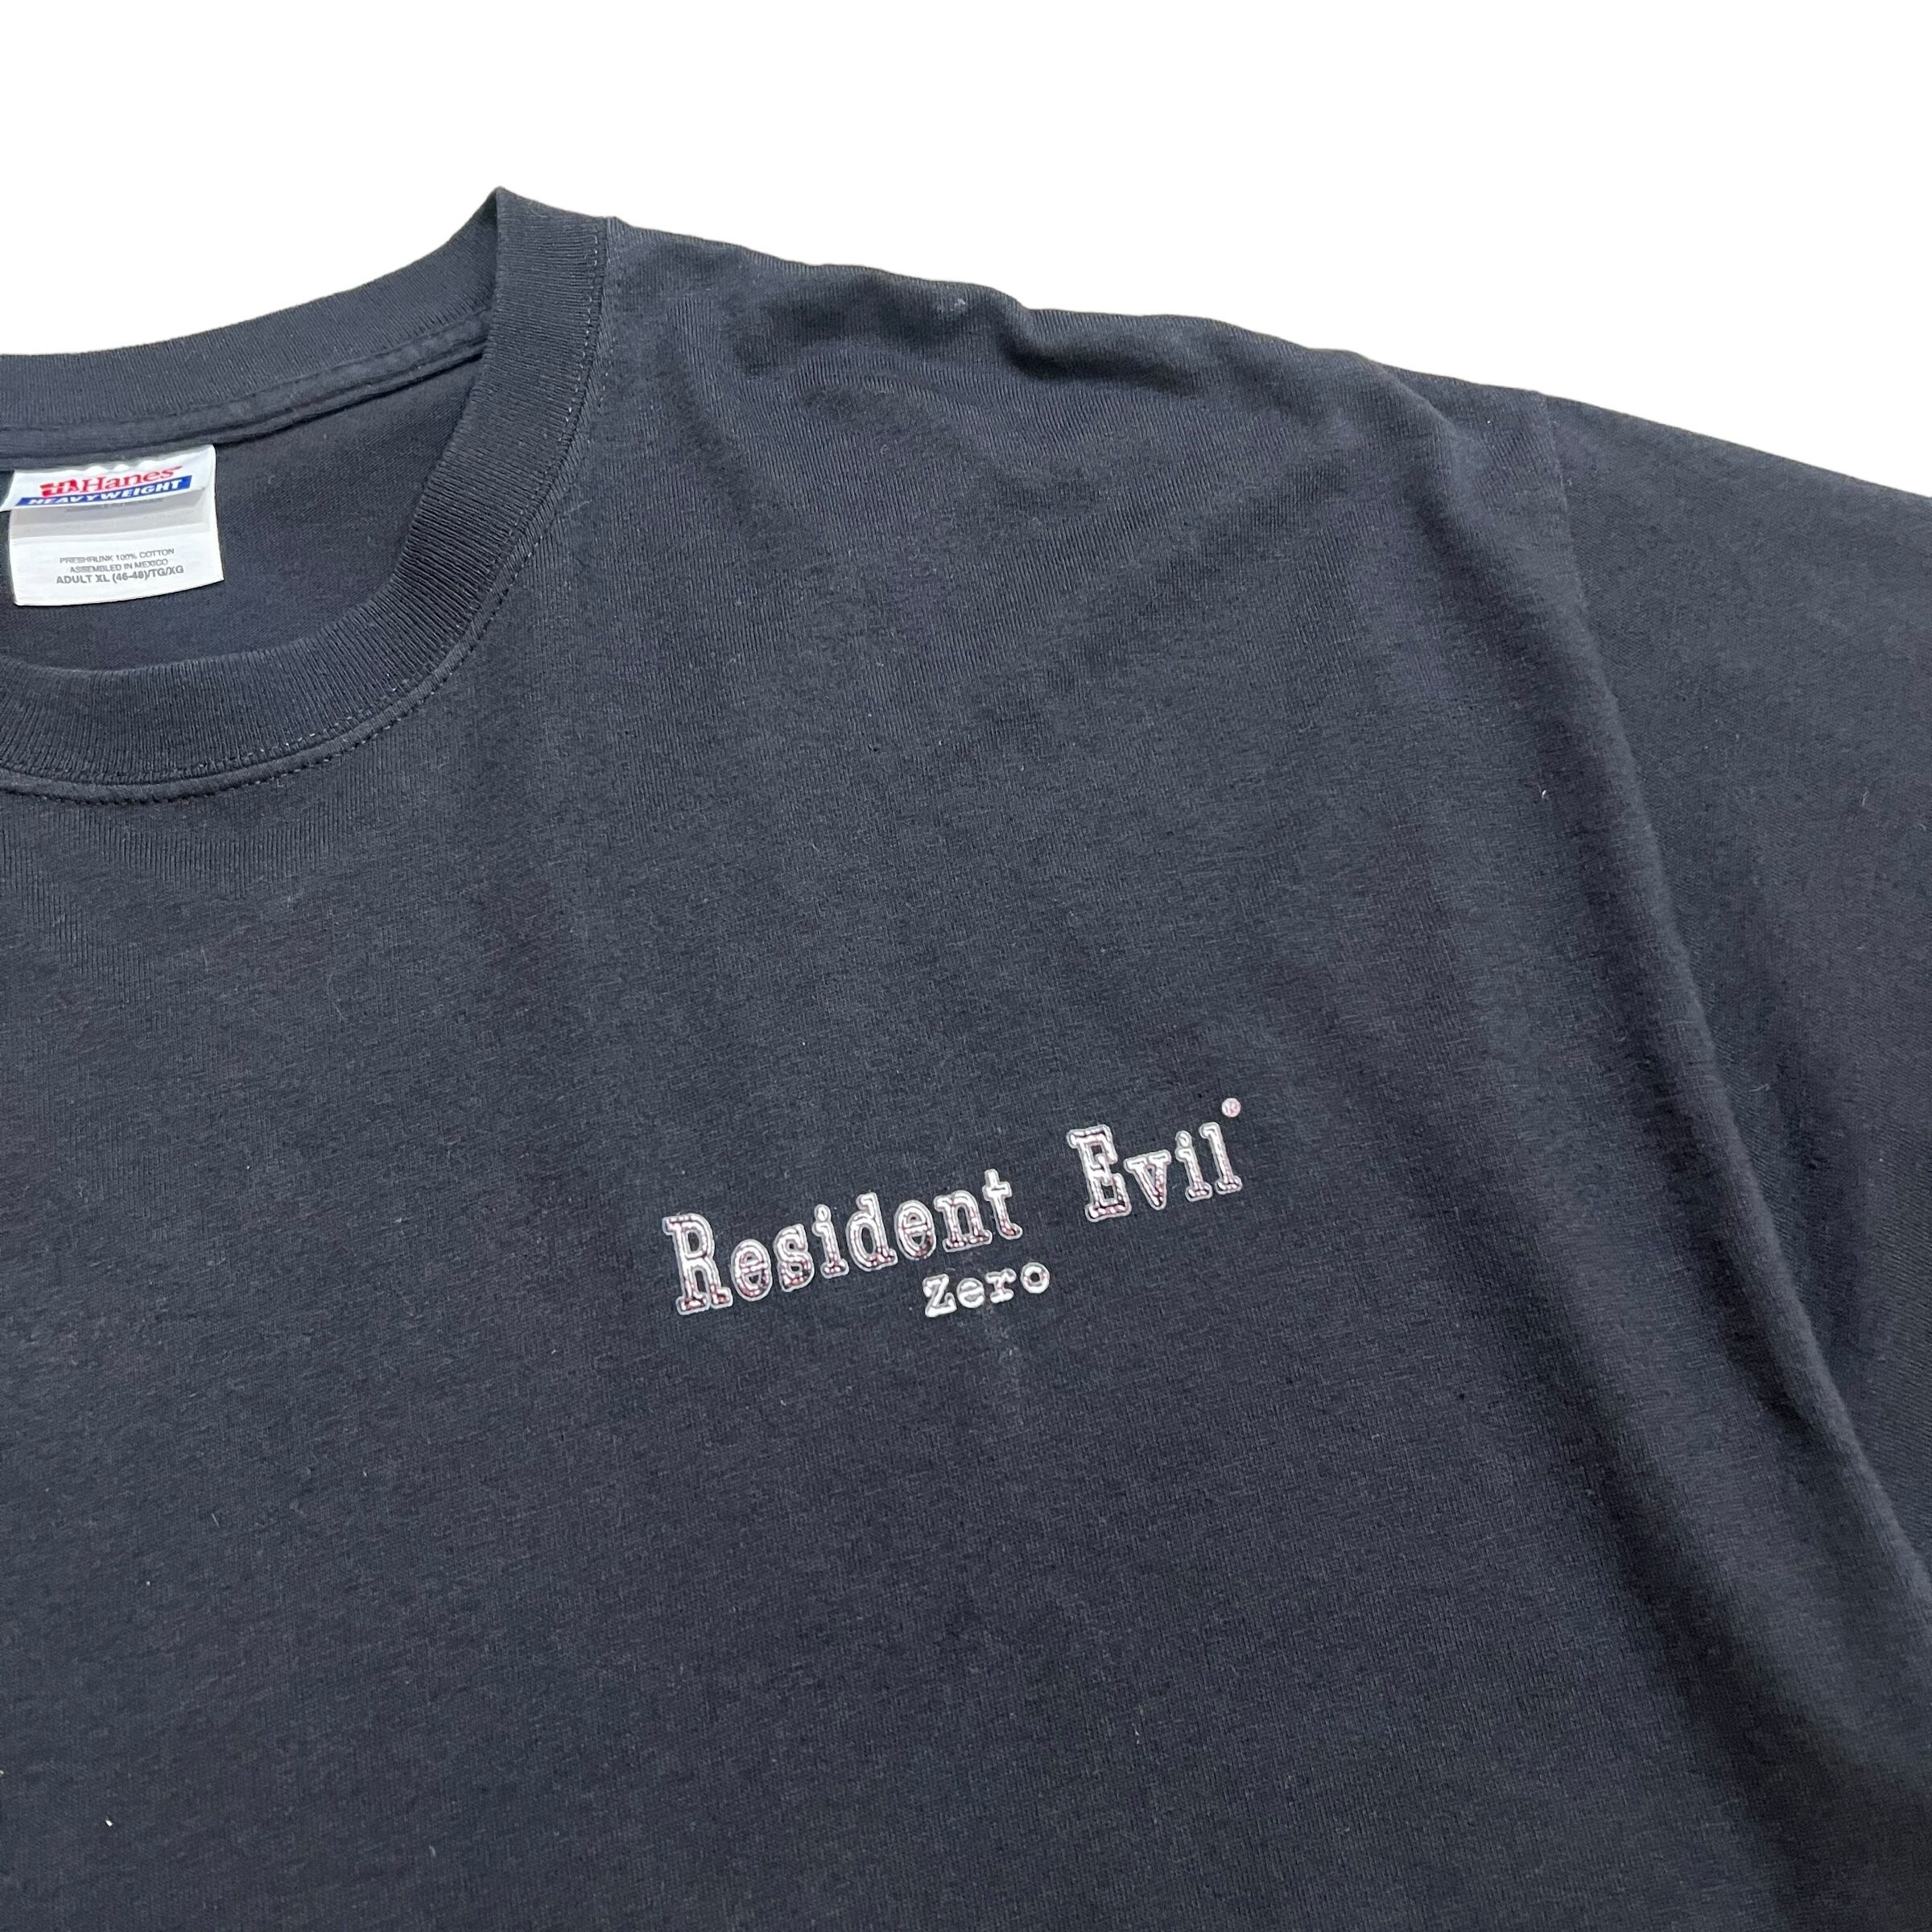 Hanes
HEAVYWEIGHT
PRESHRUNK 100% COTTON
ASSEMBLED IN MEXICO
ADULT XL (46-48)/TG/XG
Resident Evil®
zero